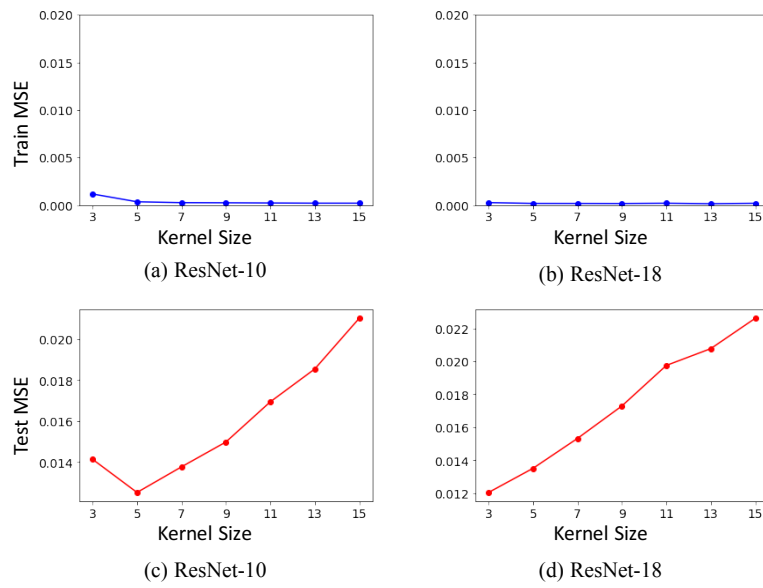 0.020
0.015
0.010
0.005
0.000
Train MSE
3 5 7 9 11 13 15
Kernel Size
(a) ResNet-10
0.020
0.015
0.010
0.005
0.000
3 5 7 9 11 13 15
Kernel Size
(b) ResNet-18
0.020
0.018
0.016
0.014
Test MSE
3 5 7 9 11 13 15
Kernel Size
(c) ResNet-10
0.022
0.020
0.018
0.016
0.014
0.012
3 5 7 9 11 13 15
Kernel Size
(d) ResNet-18